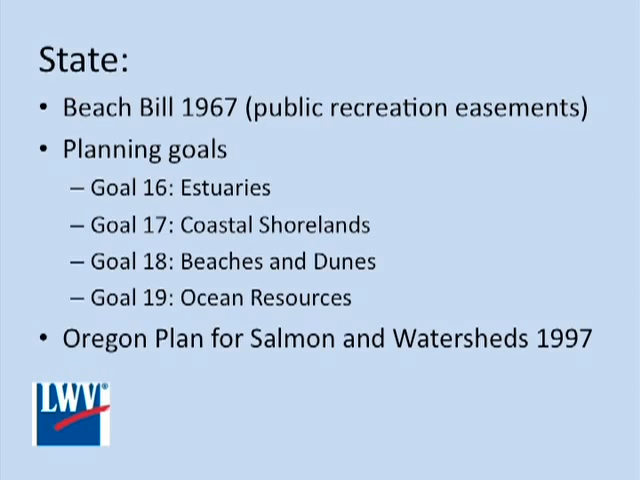 State:
• Beach Bill 1967 (public recreation easements)
• Planning goals
– Goal 16: Estuaries
– Goal 17: Coastal Shorelands
– Goal 18: Beaches and Dunes
– Goal 19: Ocean Resources
• Oregon Plan for Salmon and Watersheds 1997
LWV®